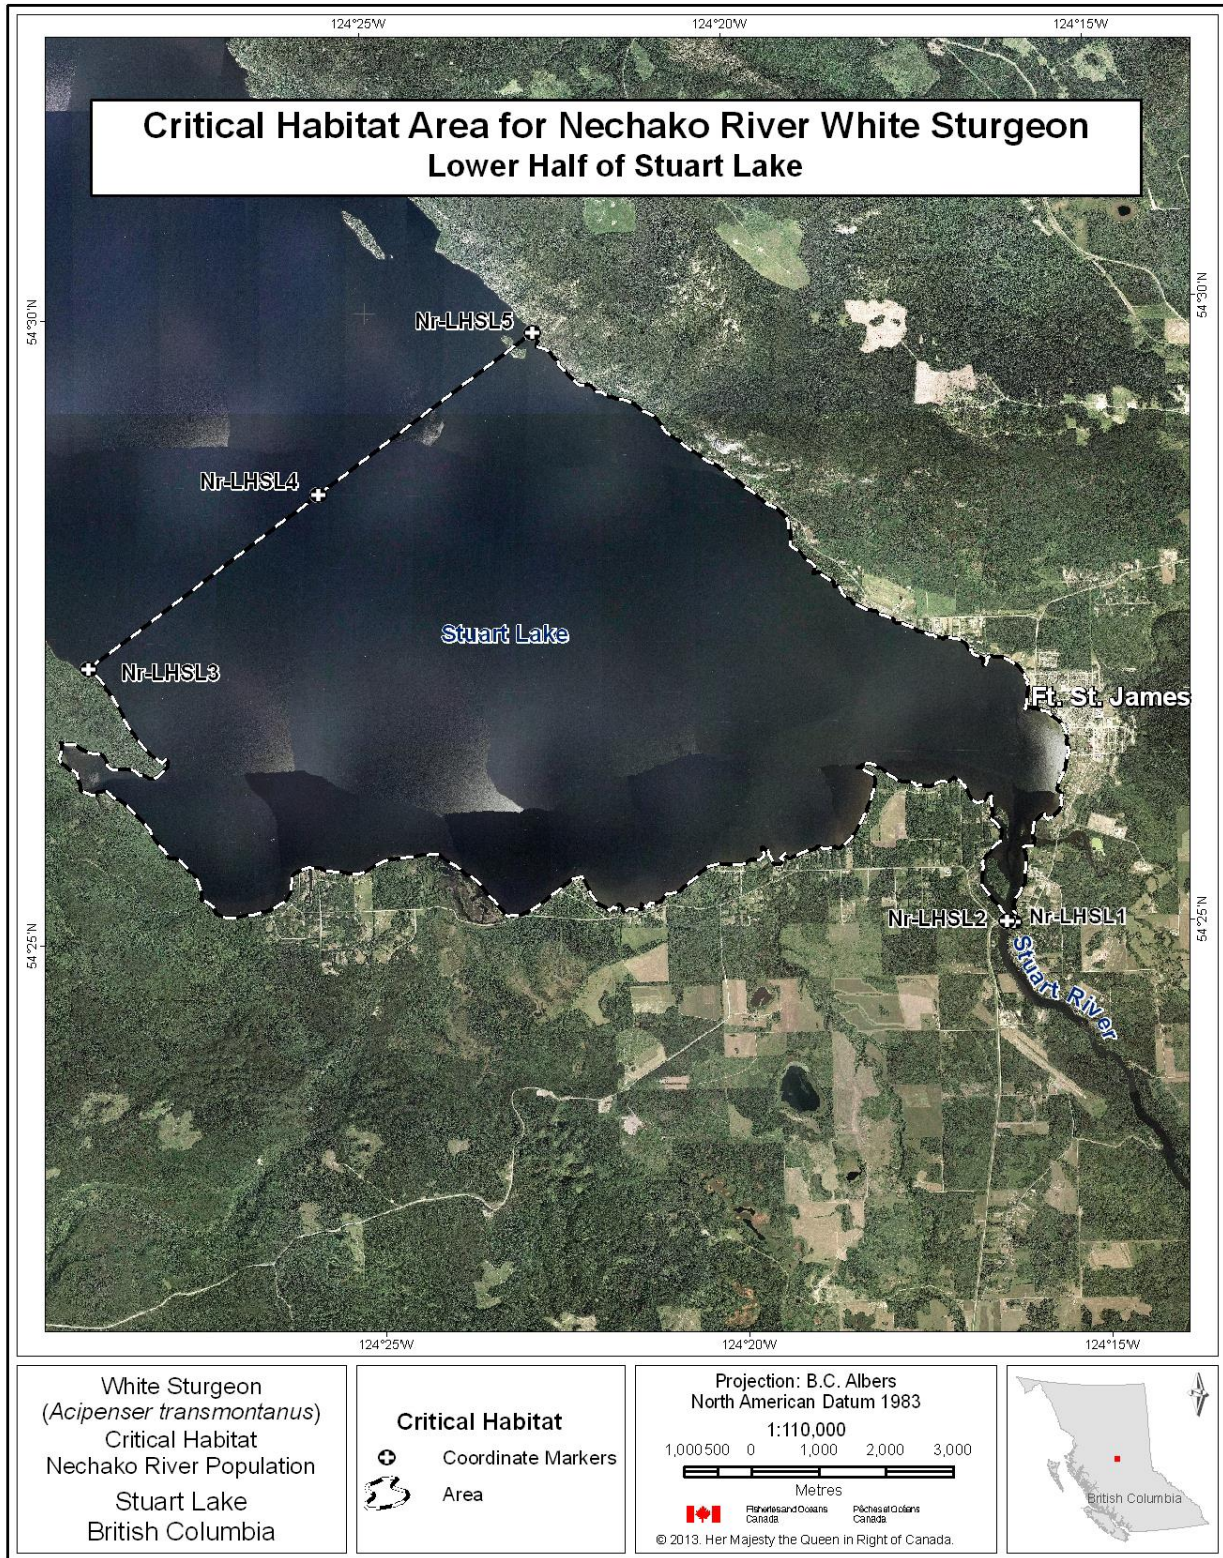 124°25'W
124°20'W
124°15'W
Critical Habitat Area for Nechako River White Sturgeon
Lower Half of Stuart Lake
54°30'N
54°30'N
Nr-LHSL5
Nr-LHSL4
Stuart Lake
Nr-LHSL3
Ft. St. James
Nr-LHSL2
Nr-LHSL1
54°25'N
54°25'N
Stuart River
124°25'W
124°20'W
124°15'W
White Sturgeon
(Acipenser transmontanus)
Critical Habitat
Nechako River Population
Stuart Lake
British Columbia
Critical Habitat
Coordinate Markers
Area
Projection: B.C. Albers
North American Datum 1983
1:110,000
1,000 500 0 1,000 2,000 3,000
Metres
Fisheries and Oceans
Canada
Pêches et Océans
Canada
© 2013. Her Majesty the Queen in Right of Canada.
British Columbia